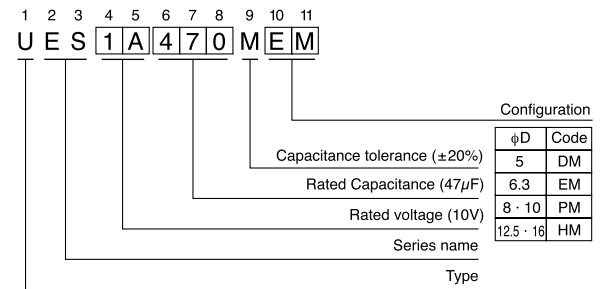 1 2 3 4 5 6 7 8 9 10 11
U E S 1 A 4 7 0 M E M
Configuration
φD Code
5 DM
6.3 EM
8 · 10 PM
12.5 · 16 HM
Capacitance tolerance (±20%)
Rated Capacitance (47µF)
Rated voltage (10V)
Series name
Type